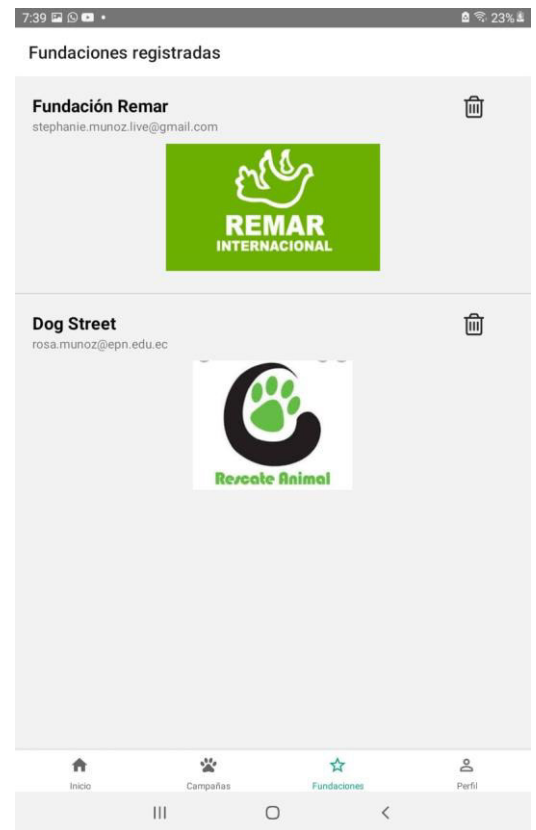 7:39
23%
Fundaciones registradas
Fundación Remar
stephanie.munoz.live@gmail.com
REMAR
INTERNACIONAL
Dog Street
rosa.munoz@epn.edu.ec
Rescate Animal
Inicio
Campañas
Fundaciones
Perfil